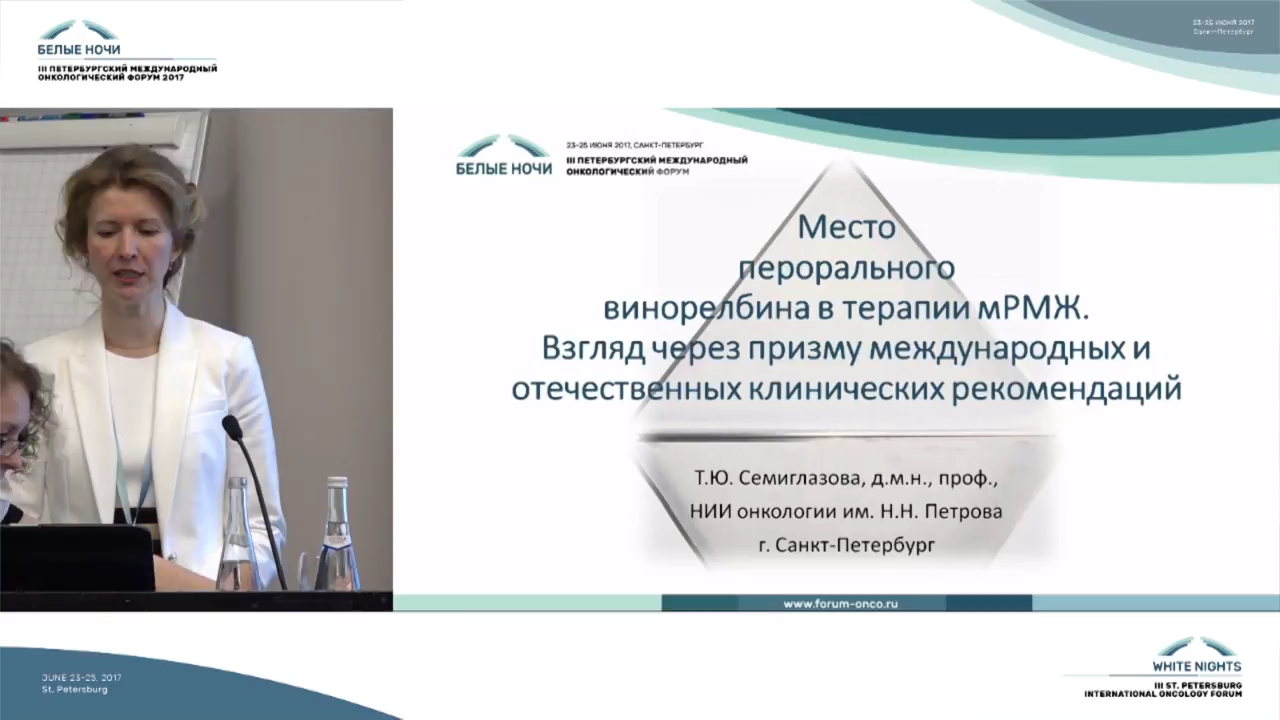 БЕЛЫЕ НОЧИ
III ПЕТЕРБУРГСКИЙ МЕЖДУНАРОДНЫЙ
ОНКОЛОГИЧЕСКИЙ ФОРУМ 2017
23-25 ИЮНЯ 2017
Санкт-Петербург
БЕЛЫЕ НОЧИ
23-25 ИЮНЯ 2017, САНКТ-ПЕТЕРБУРГ
III ПЕТЕРБУРГСКИЙ МЕЖДУНАРОДНЫЙ
ОНКОЛОГИЧЕСКИЙ ФОРУМ
Место
перорального
винорелбина в терапии мРМЖ.
Взгляд через призму международных и
отечественных клинических рекомендаций
Т.Ю. Семиглазова, д.м.н., проф.,
НИИ онкологии им. Н.Н. Петрова
г. Санкт-Петербург
www.forum-onco.ru
JUNE 23-25, 2017
St. Petersburg
WHITE NIGHTS
III ST. PETERSBURG
INTERNATIONAL ONCOLOGY FORUM